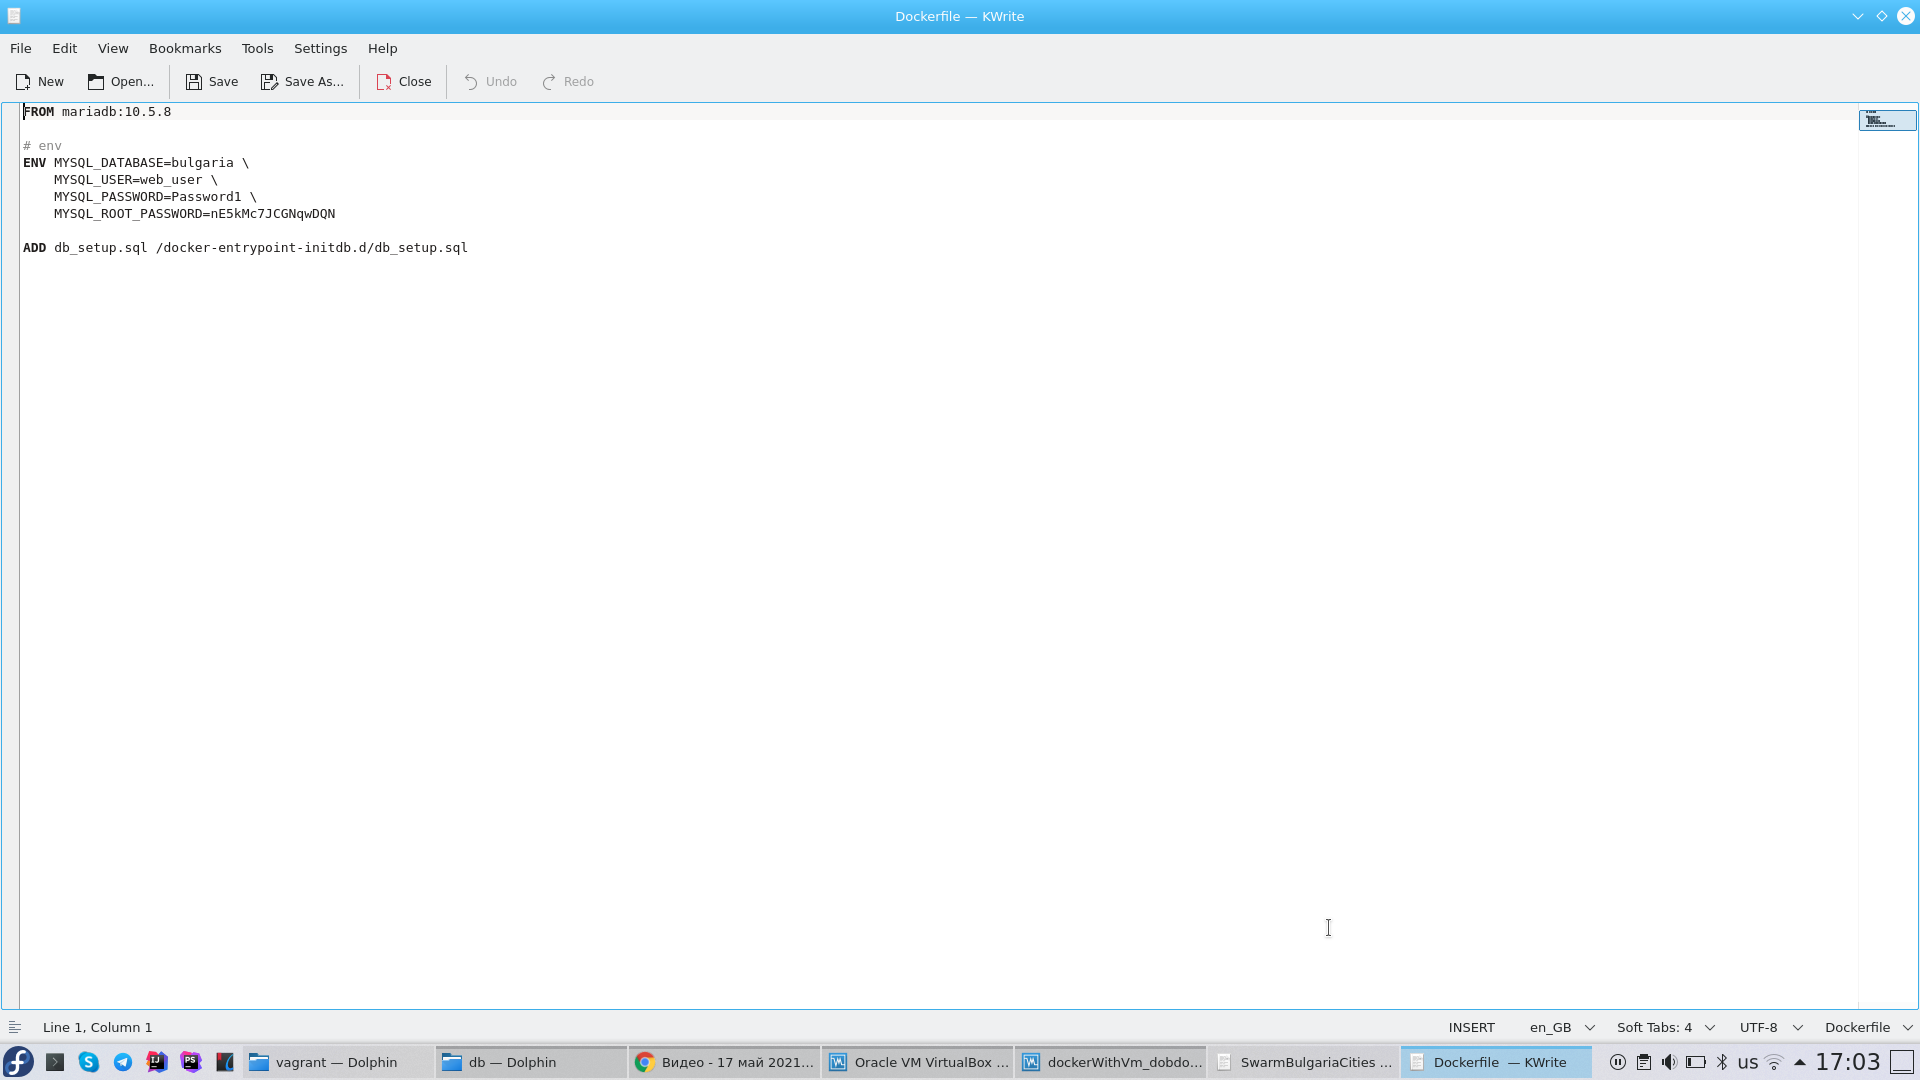 Dockerfile — KWrite
File Edit View Bookmarks Tools Settings Help
New Open... Save Save As... Close Undo Redo
FROM mariadb:10.5.8
# env
ENV MYSQL_DATABASE=bulgaria \
MYSQL_USER=web_user \
MYSQL_PASSWORD=Password1 \
MYSQL_ROOT_PASSWORD=nE5kMc7JCGNqwDQN
ADD db_setup.sql /docker-entrypoint-initdb.d/db_setup.sql
Line 1, Column 1 INSERT en_GB Soft Tabs: 4 UTF-8 Dockerfile
vagrant — Dolphin db — Dolphin Видео - 17 май 2021... Oracle VM VirtualBox ... dockerWithVm_dobdo... SwarmBulgariaCities ... Dockerfile — KWrite us 17:03